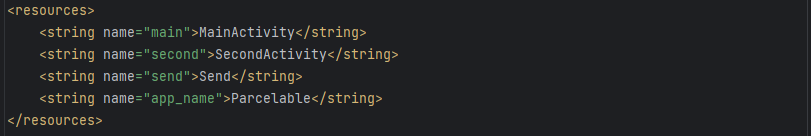 <resources>
    <string name="main">MainActivity</string>
    <string name="second">SecondActivity</string>
    <string name="send">Send</string>
    <string name="app_name">Parcelable</string>
</resources>